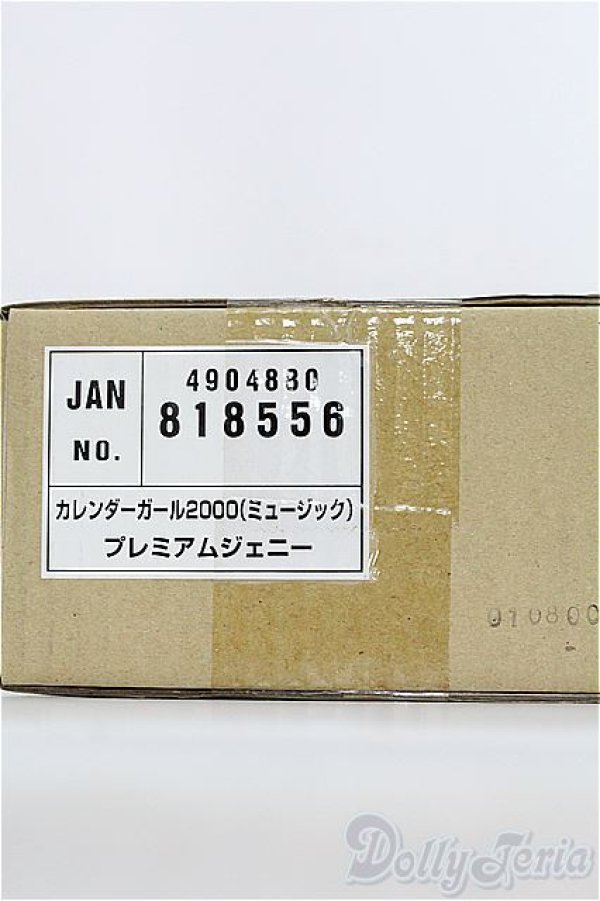 JAN
NO.
4904880
818556
カレンダーガール2000(ミュージック)
プレミアムジェニー
010800
DollyTeria